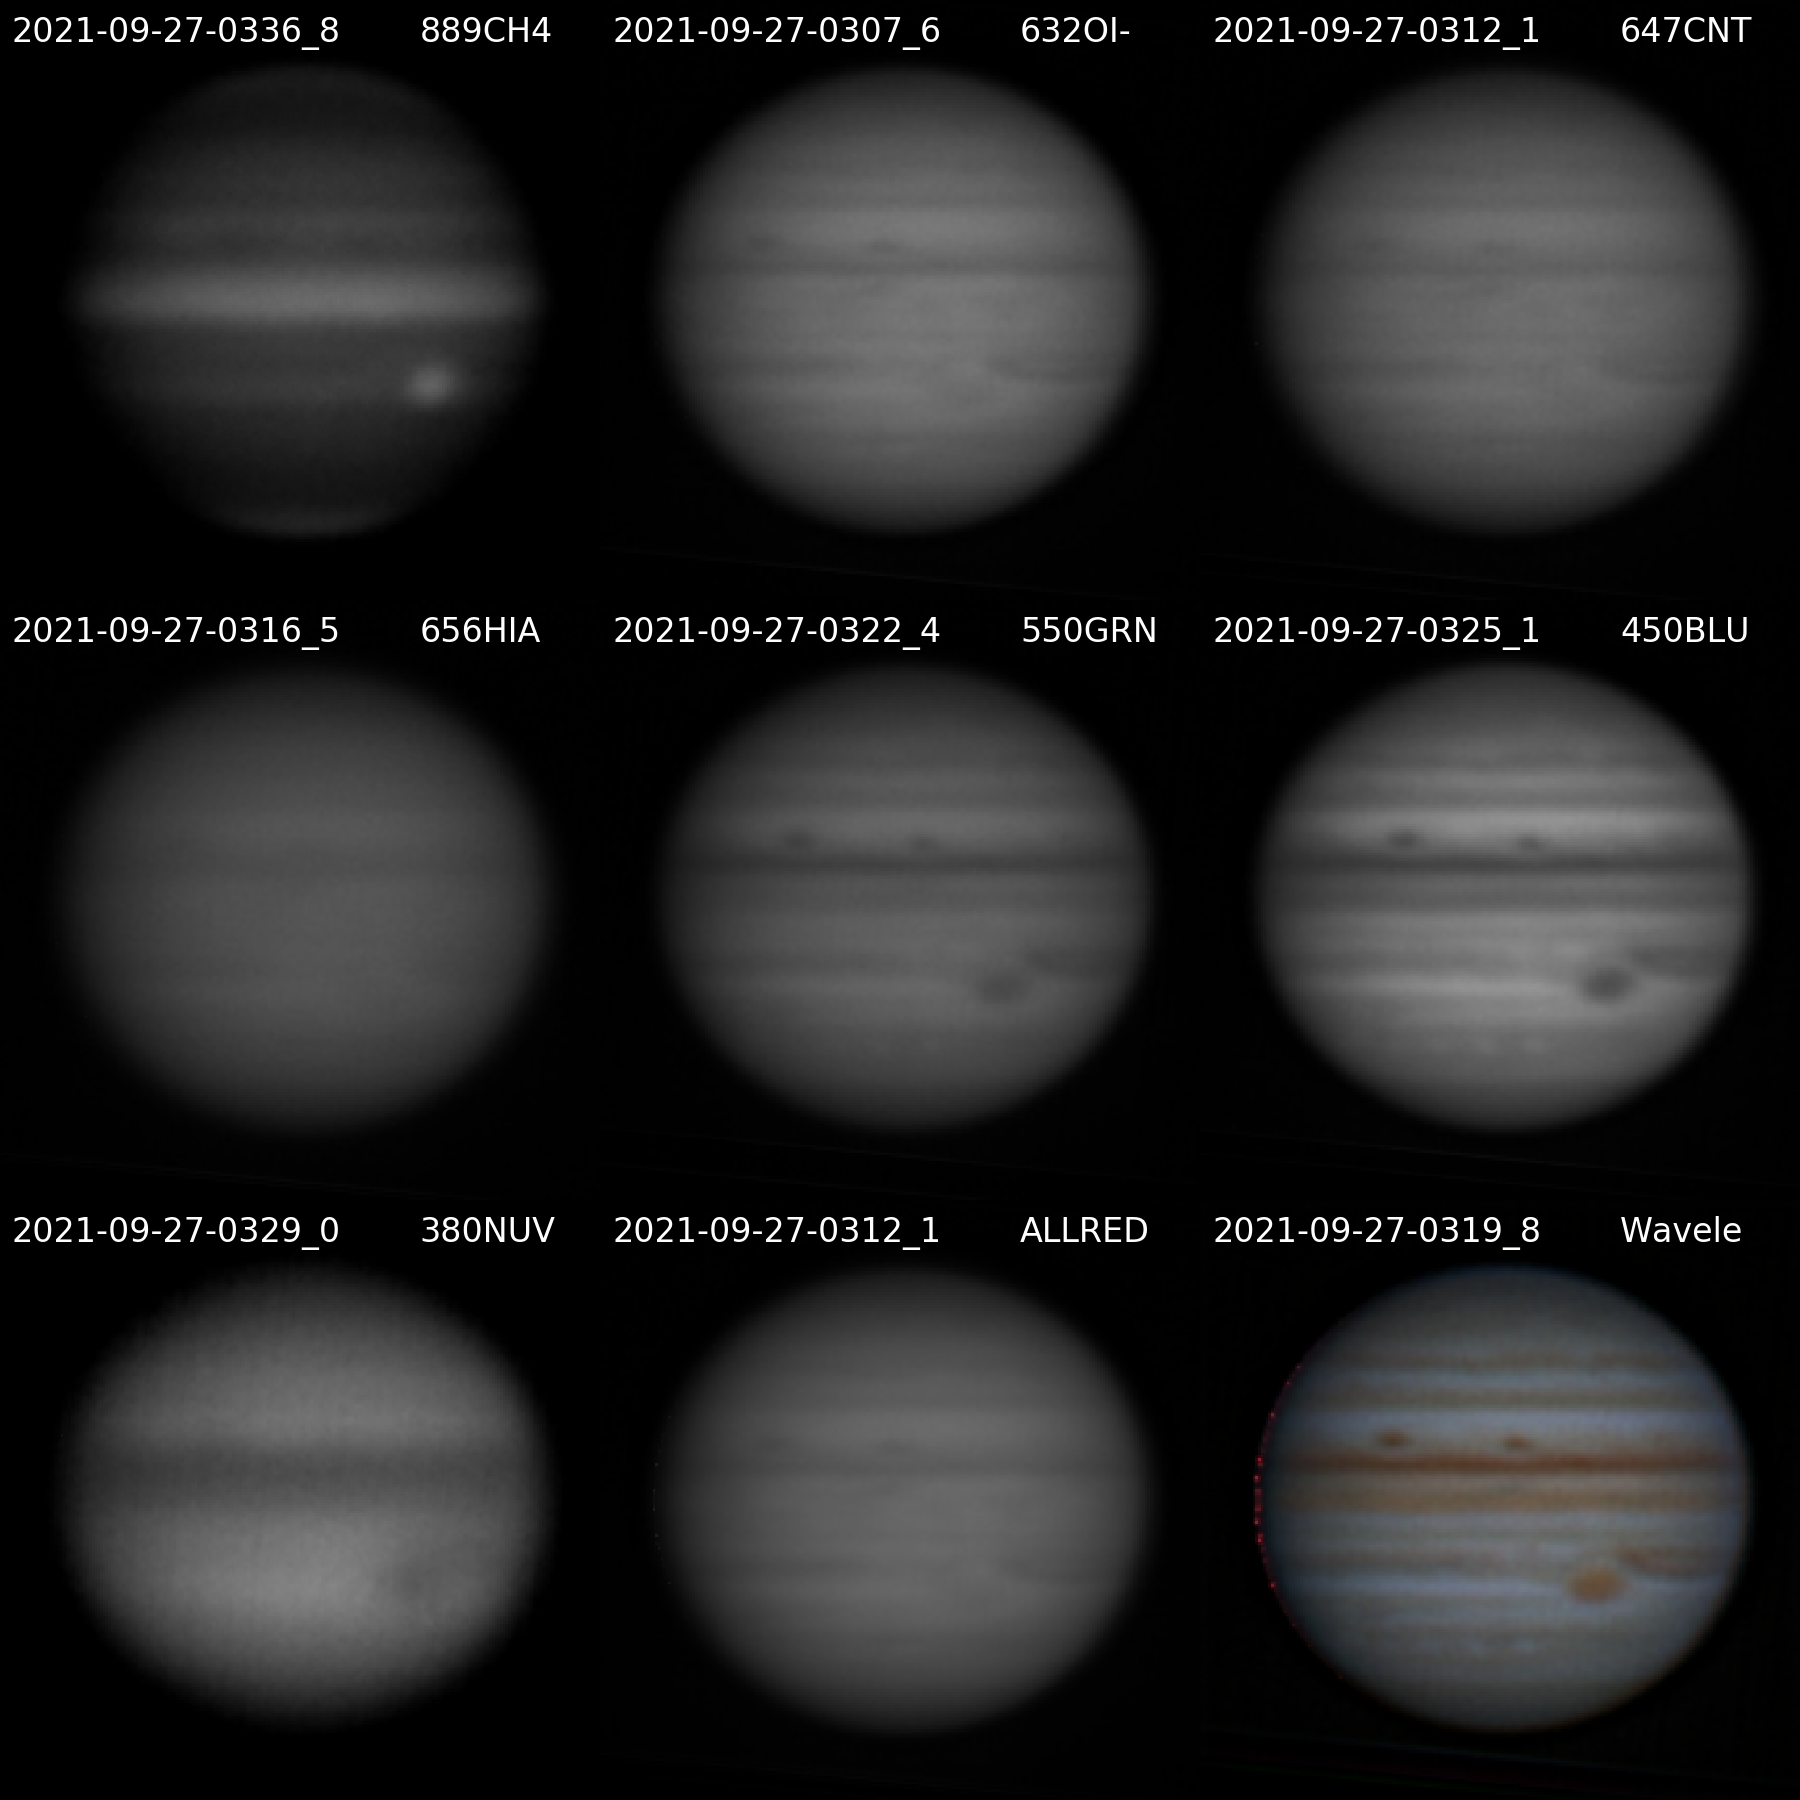 2021-09-27-0336_8 889CH4
2021-09-27-0307_6 632OI-
2021-09-27-0312_1 647CNT
2021-09-27-0316_5 656HIA
2021-09-27-0322_4 550GRN
2021-09-27-0325_1 450BLU
2021-09-27-0329_0 380NUV
2021-09-27-0312_1 ALLRED
2021-09-27-0319_8 Wavele